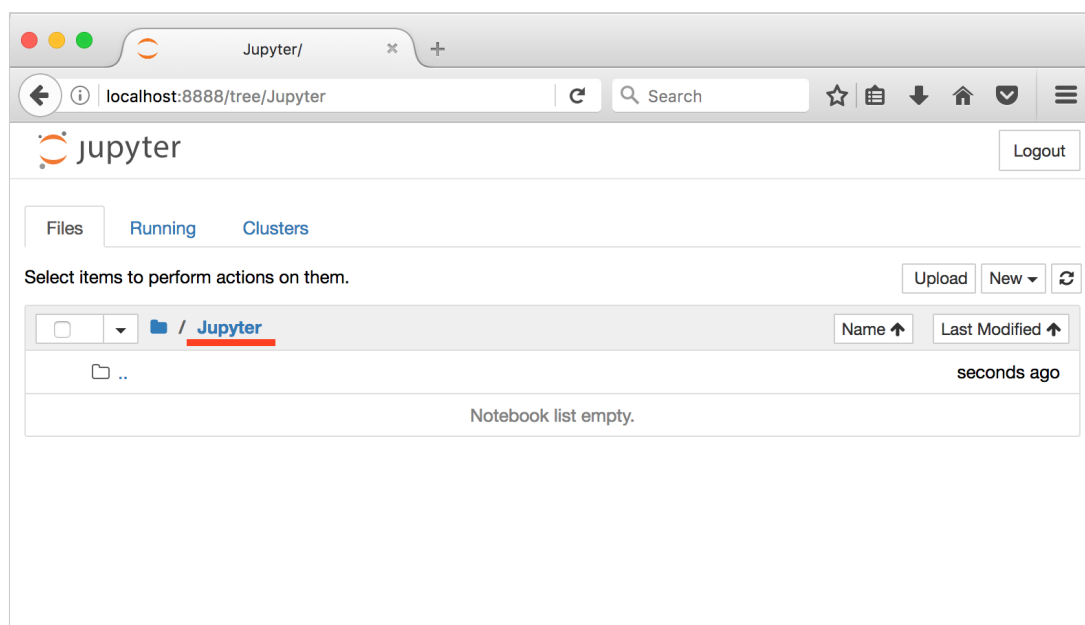 Jupyter/
localhost:8888/tree/Jupyter Search
jupyter Logout
Files Running Clusters
Select items to perform actions on them. Upload New
/ Jupyter Name Last Modified
.. seconds ago
Notebook list empty.